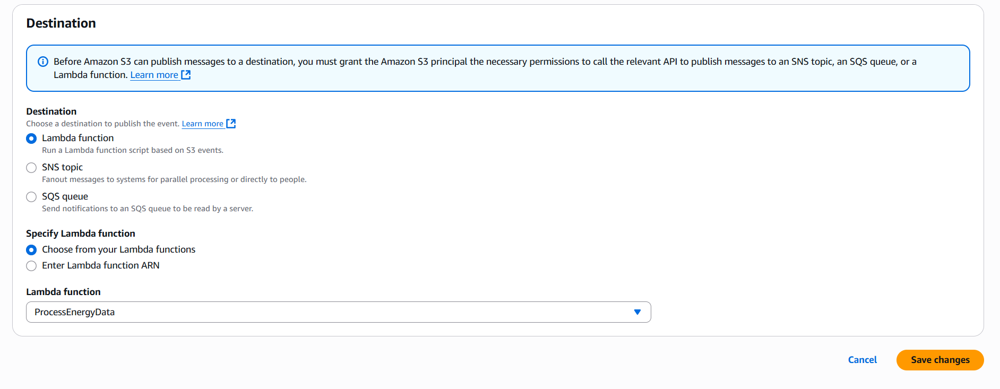 Destination
Before Amazon S3 can publish messages to a destination, you must grant the Amazon S3 principal the necessary permissions to call the relevant API to publish messages to an SNS topic, an SQS queue, or a
Lambda function. Learn more
Destination
Choose a destination to publish the event. Learn more
Lambda function
Run a Lambda function script based on S3 events.
SNS topic
Fanout messages to systems for parallel processing or directly to people.
SQS queue
Send notifications to an SQS queue to be read by a server.
Specify Lambda function
Choose from your Lambda functions
Enter Lambda function ARN
Lambda function
ProcessEnergyData
Cancel Save changes